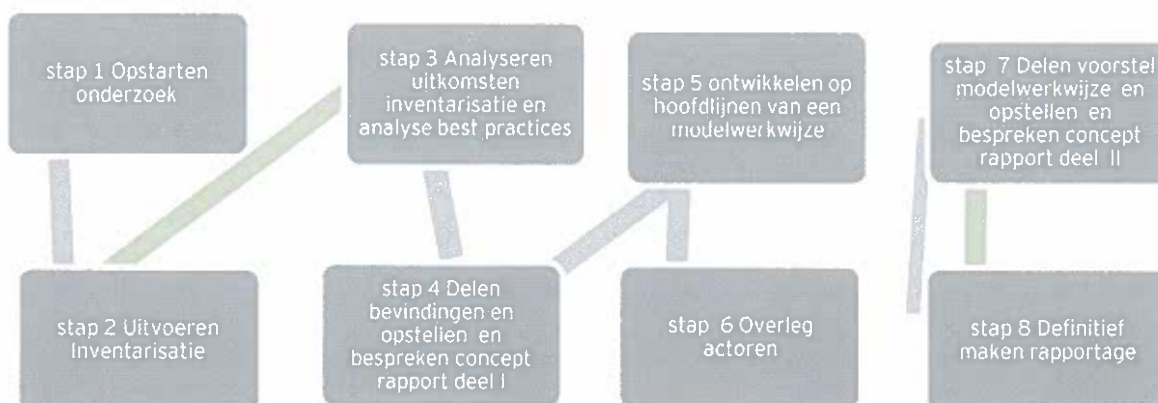 stap 1 Opstarten
onderzoek
stap 2 Uitvoeren
Inventarisatie
stap 3 Analyseren
uitkomsten
inventarisatie en
analyse best practices
stap 4 Delen
bevindingen en
opstellen en
bespreken concept
rapport deel I
stap 5 ontwikkelen op
hoofdlijnen van een
modelwerkwijze
stap 6 Overleg
actoren
stap 7 Delen voorstel
modelwerkwijze en
opstellen en
bespreken concept
rapport deel II
stap 8 Definitief
maken rapportage